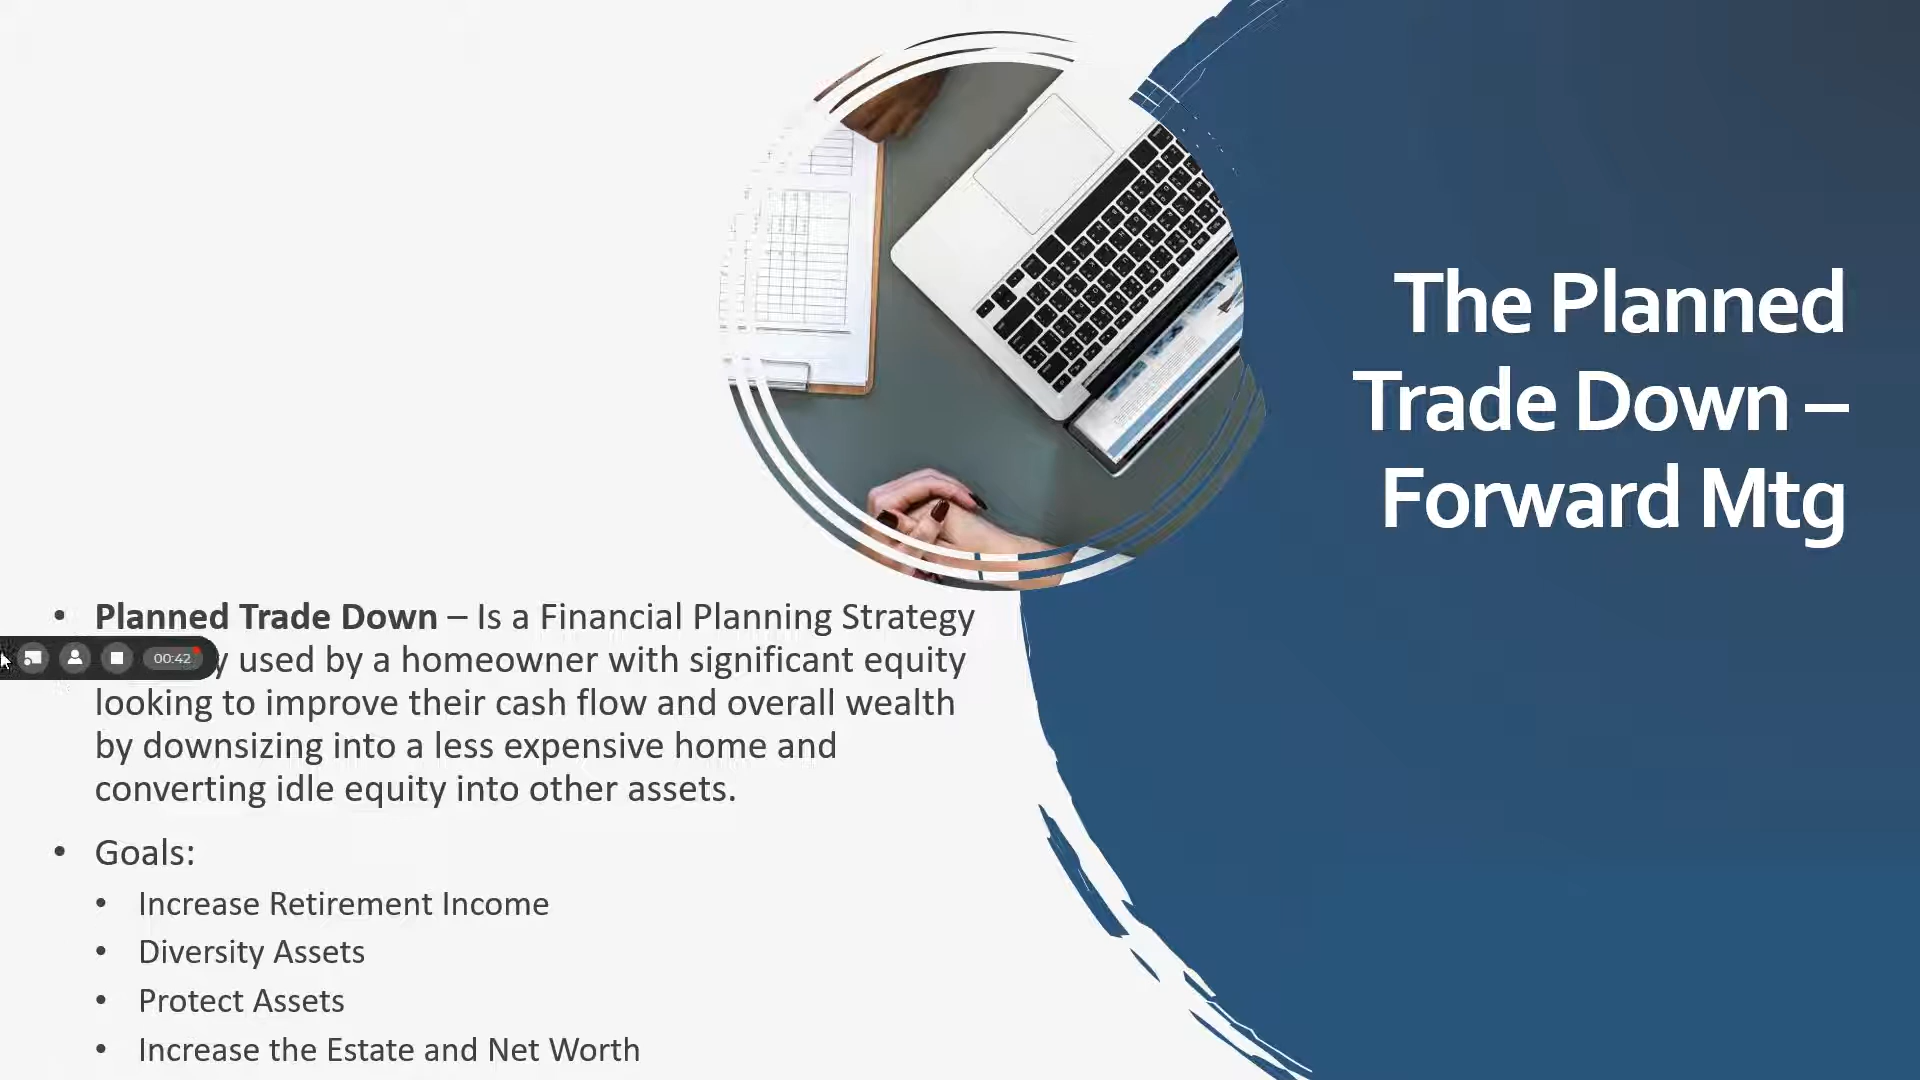 The Planned
Trade Down –
Forward Mtg
• Planned Trade Down – Is a Financial Planning Strategy
used by a homeowner with significant equity
looking to improve their cash flow and overall wealth
by downsizing into a less expensive home and
converting idle equity into other assets.
• Goals:
• Increase Retirement Income
• Diversity Assets
• Protect Assets
• Increase the Estate and Net Worth
00:42